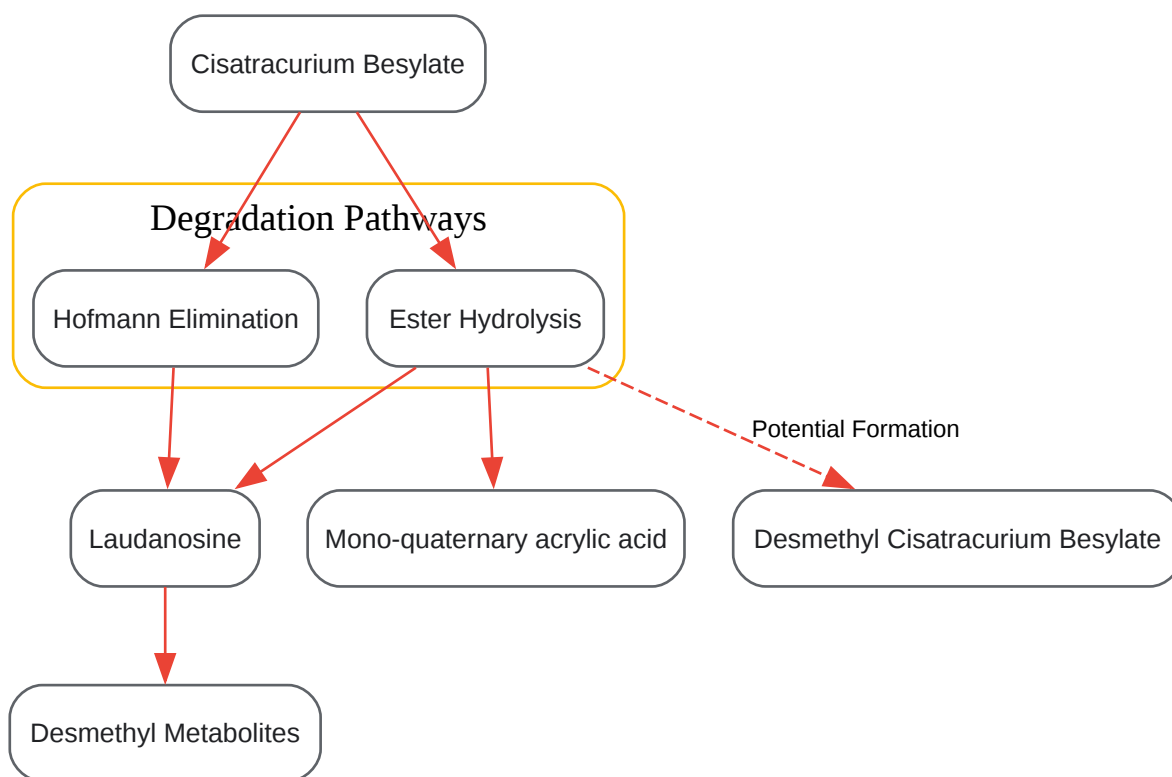 Cisatracurium Besylate
Degradation Pathways
Hofmann Elimination
Ester Hydrolysis
Potential Formation
Laudanosine
Mono-quaternary acrylic acid
Desmethyl Cisatracurium Besylate
Desmethyl Metabolites